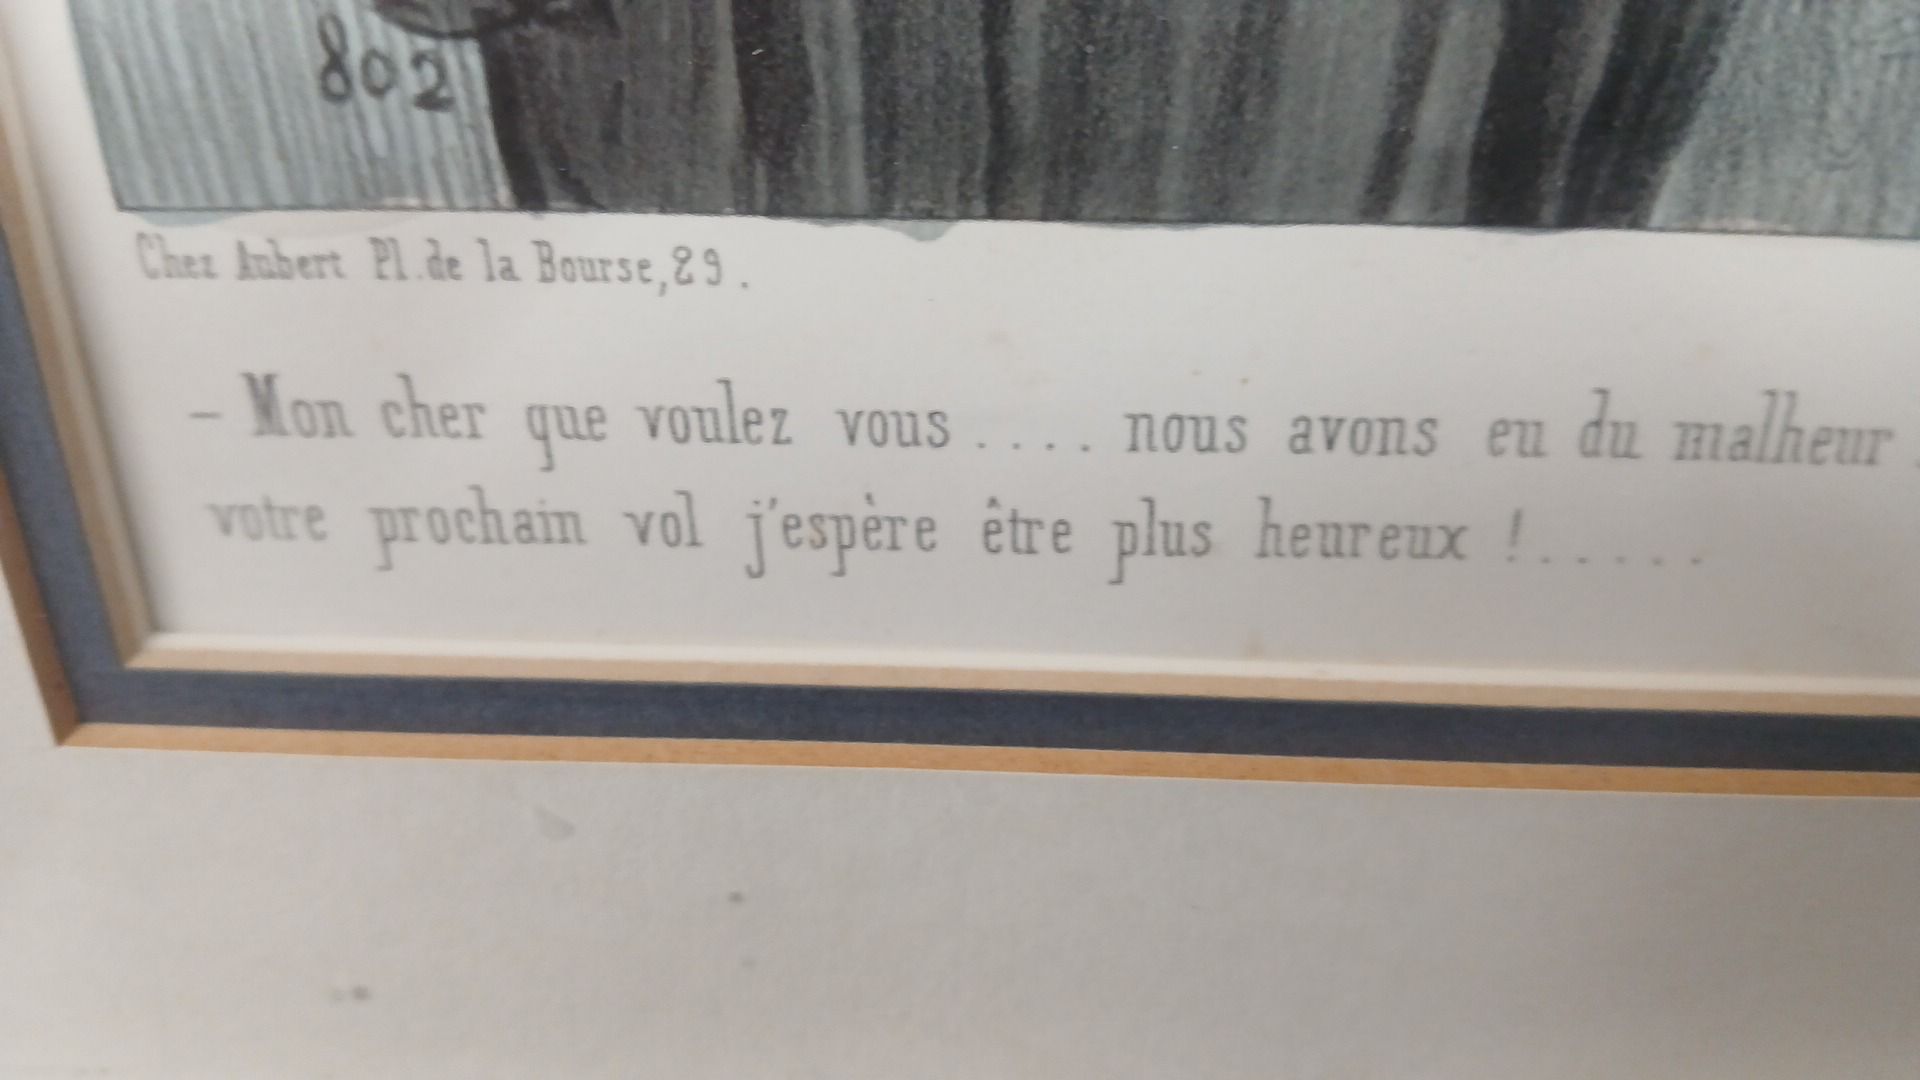 802
Chez Aubert Pl. de la Bourse, 29.
– Mon cher que voulez vous .... nous avons eu du malheur
votre prochain vol j'espère être plus heureux !......